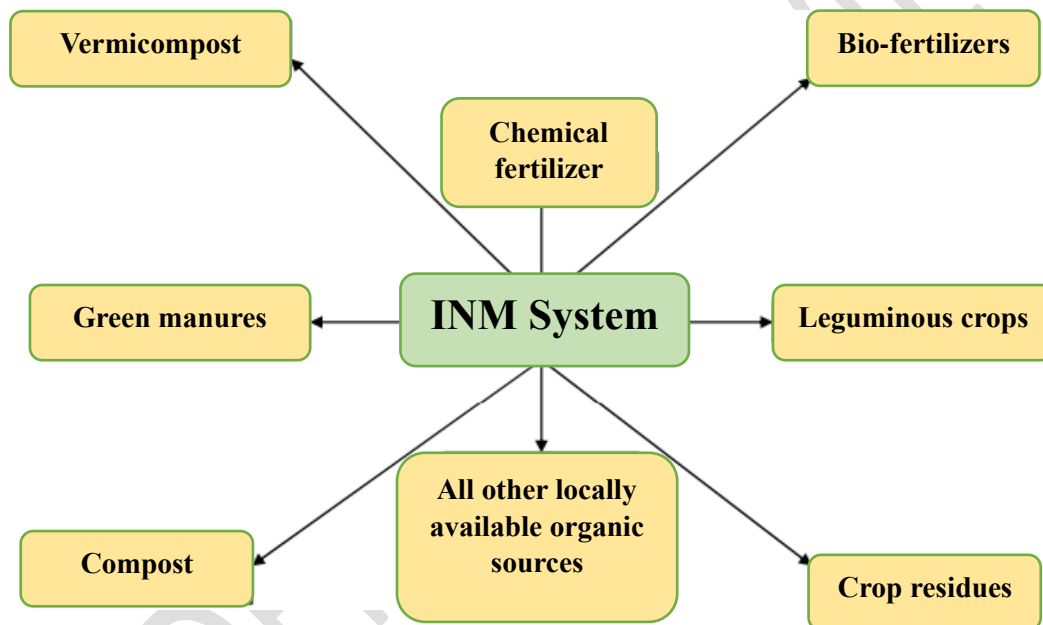 Vermicompost
Bio-fertilizers
Chemical
fertilizer
INM System
Green manures
Leguminous crops
All other locally
available organic
sources
Compost
Crop residues